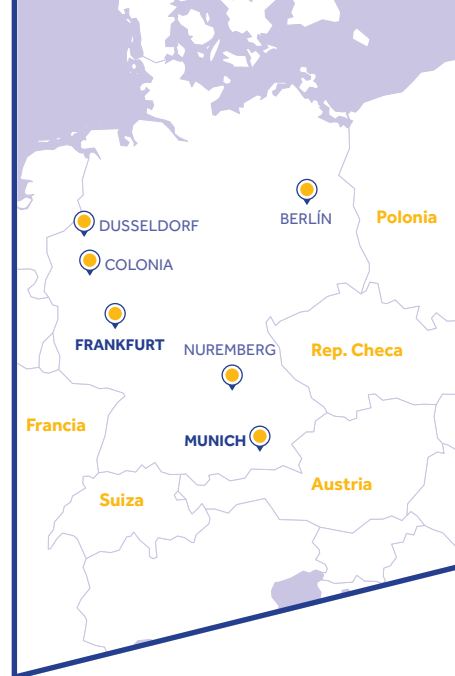 BERLÍN
Polonia
DUSSELDORF
COLONIA
FRANKFURT
NUREMBERG
Rep. Checa
Francia
MUNICH
Austria
Suiza